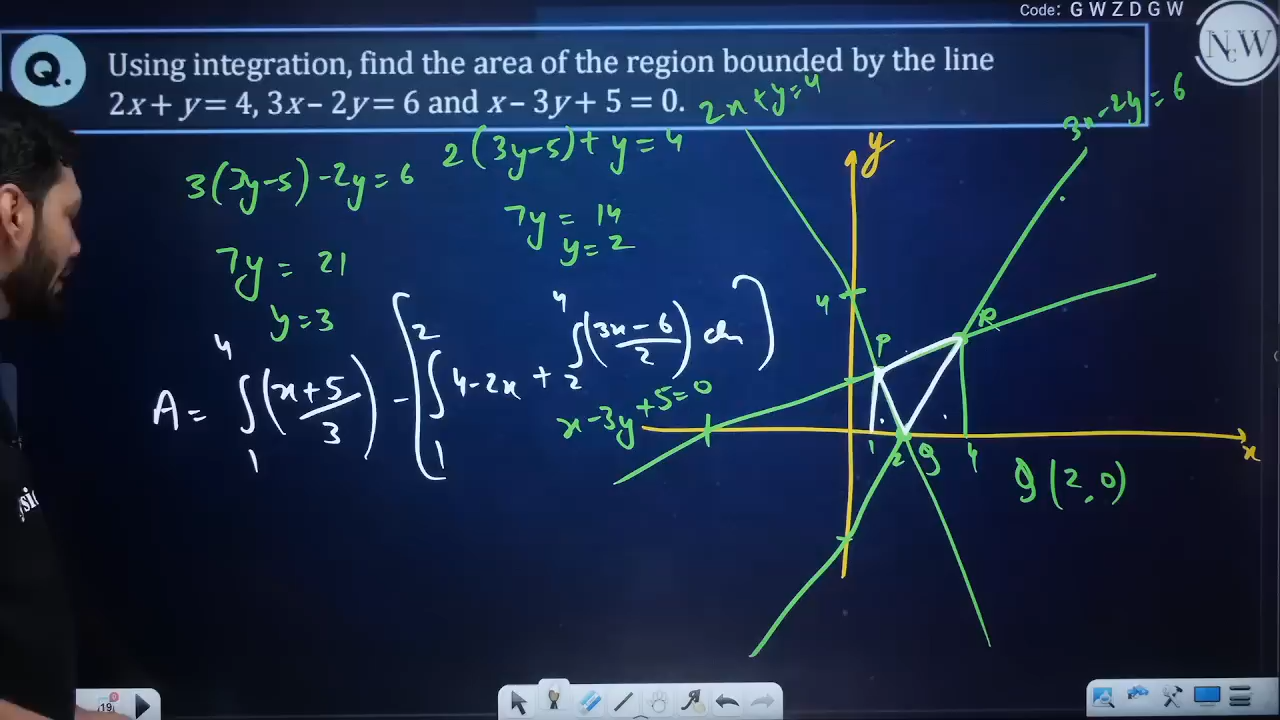 Code: G W Z D G W
NcW
Q.
Using integration, find the area of the region bounded by the line
2x + y = 4, 3x – 2y = 6 and x – 3y + 5 = 0.
3(3y-5) -2y = 6
7y = 21
y = 3
2(3y-5) + y = 4
7y = 14
y = 2
A = ∫₁⁴ (x+5/3) - [∫₁² 4-2x + ∫₂⁴ (3x-6/2) dx]
2x+y=4
3x-2y=6
x-3y+5=0
y
4
P
R
1
2
Q
4
x
Q(2,0)
19